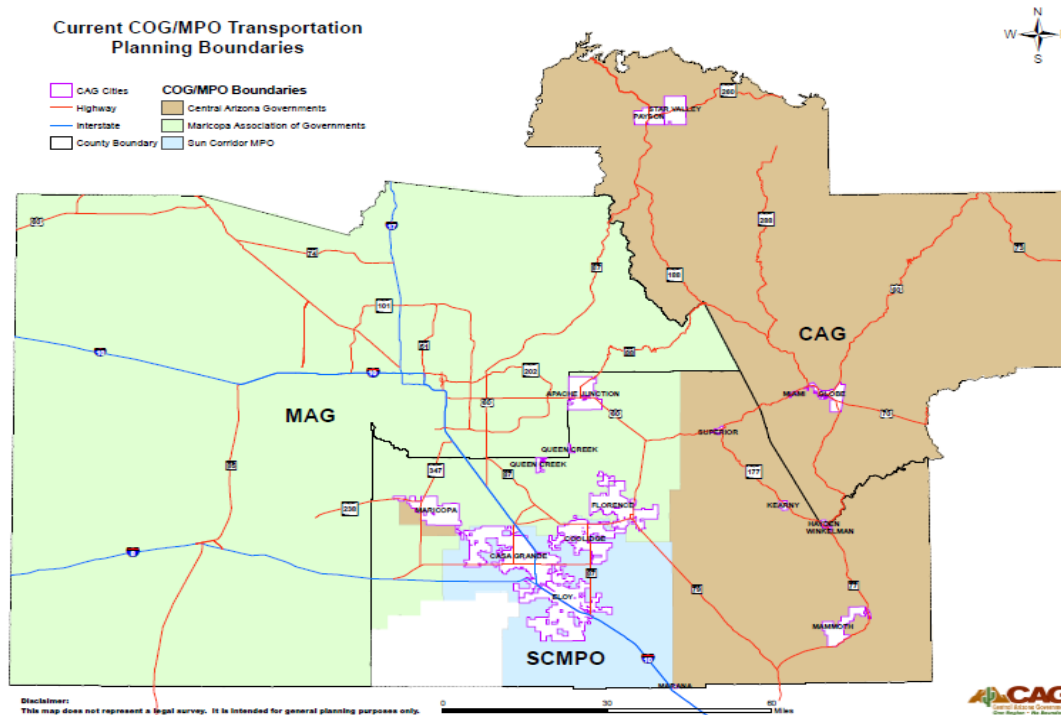 Current COG/MPO Transportation
Planning Boundaries
N
W
S
CAG Cities
Highway
Interstate
County Boundary
COG/MPO Boundaries
Central Arizona Governments
Maricopa Association of Governments
Sun Corridor MPO
260
STAR VALLEY
PAYSON
17
74
87
288
73
188
101
51
202
60
CAG
MAG
APACHE JUNCTION
60
MIAMI
GLOBE
70
SUPERIOR
QUEEN CREEK
QUEEN CREEK
85
347
87
177
238
MARICOPA
FLORENCE
KEARNY
HAYDEN
WINKELMAN
COOLIDGE
CASA GRANDE
8
87
ELOY
79
77
MAMMOTH
SCMPO
10
MARANA
Disclaimer:
This map does not represent a legal survey. It is intended for general planning purposes only.
0
30
60
Miles
CAG